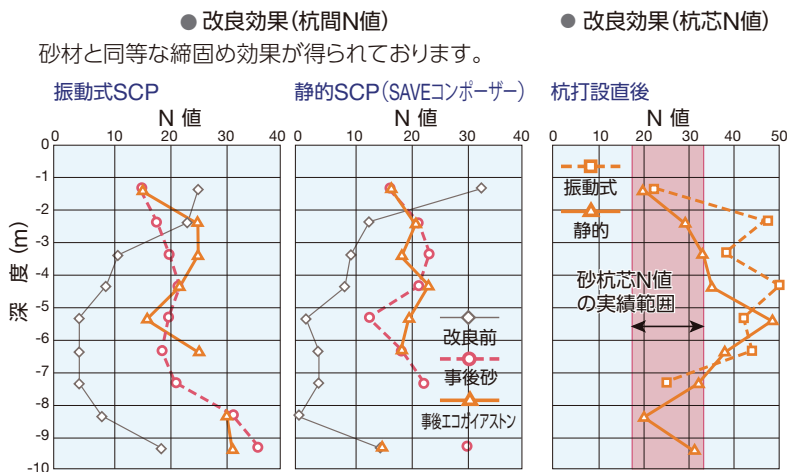 ● 改良効果(杭間N値)
● 改良効果(杭芯N値)
砂材と同等な締固め効果が得られております。
振動式SCP
静的SCP(SAVEコンポーザー)
杭打設直後
N 値
N 値
N 値
0 10 20 30 40
0 10 20 30 40
0 10 20 30 40 50
0
-1
-2
-3
-4
-5
-6
-7
-8
-9
-10
深 度 (m)
改良前
事後砂
事後エコガイアストン
振動式
静的
砂杭芯N値
の実績範囲